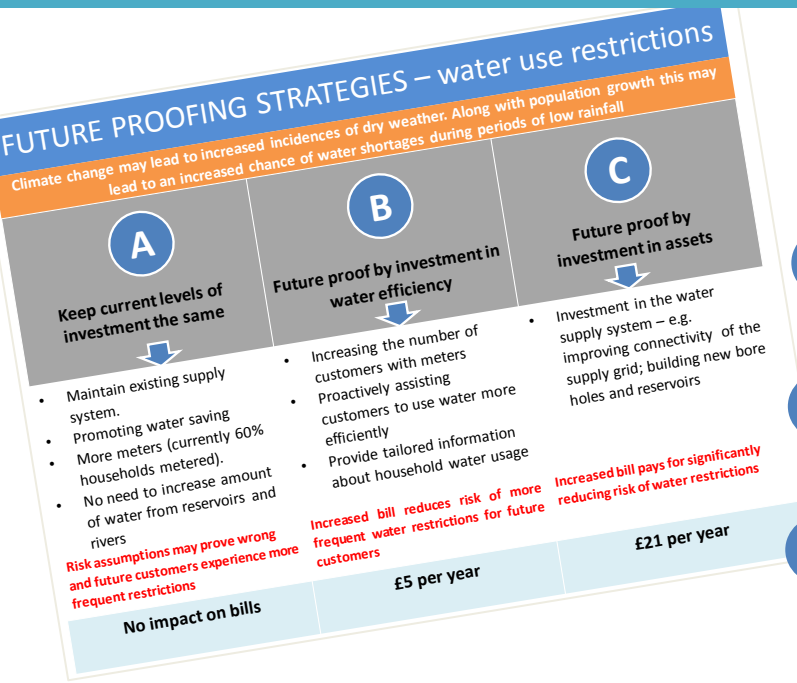 FUTURE PROOFING STRATEGIES – water use restrictions
Climate change may lead to increased incidences of dry weather. Along with population growth this may
lead to an increased chance of water shortages during periods of low rainfall
A
Keep current levels of
investment the same
• Maintain existing supply
system.
• Promoting water saving
• More meters (currently 60%
households metered).
• No need to increase amount
of water from reservoirs and
rivers
Risk assumptions may prove wrong
and future customers experience more
frequent restrictions
No impact on bills
B
Future proof by investment in
water efficiency
• Increasing the number of
customers with meters
• Proactively assisting
customers to use water more
efficiently
• Provide tailored information
about household water usage
Increased bill reduces risk of more
frequent water restrictions for future
customers
£5 per year
C
Future proof by
investment in assets
• Investment in the water
supply system – e.g.
improving connectivity of the
supply grid; building new bore
holes and reservoirs
Increased bill pays for significantly
reducing risk of water restrictions
£21 per year